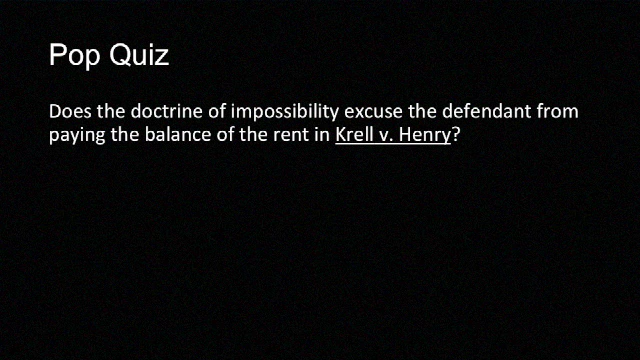 Pop Quiz
Does the doctrine of impossibility excuse the defendant from
paying the balance of the rent in Krell v. Henry?